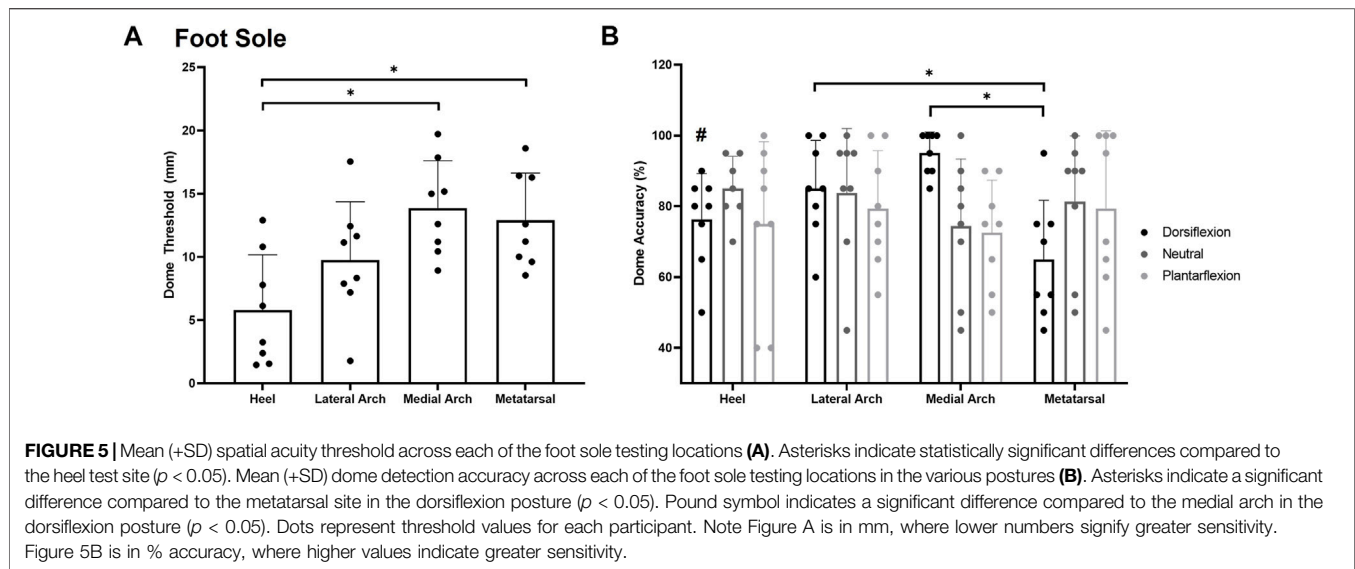 A Foot Sole
25
20
15
10
5
0
Dome Threshold (mm)
*
*
Heel
Lateral Arch
Medial Arch
Metatarsal
B
120
100
80
60
40
Dome Accuracy (%)
*
*
#
Heel
Lateral Arch
Medial Arch
Metatarsal
Dorsiflexion
Neutral
Plantarflexion
FIGURE 5 | Mean (+SD) spatial acuity threshold across each of the foot sole testing locations (A). Asterisks indicate statistically significant differences compared to
the heel test site (p < 0.05). Mean (+SD) dome detection accuracy across each of the foot sole testing locations in the various postures (B). Asterisks indicate a significant
difference compared to the metatarsal site in the dorsiflexion posture (p < 0.05). Pound symbol indicates a significant difference compared to the medial arch in the
dorsiflexion posture (p < 0.05). Dots represent threshold values for each participant. Note Figure A is in mm, where lower numbers signify greater sensitivity.
Figure 5B is in % accuracy, where higher values indicate greater sensitivity.